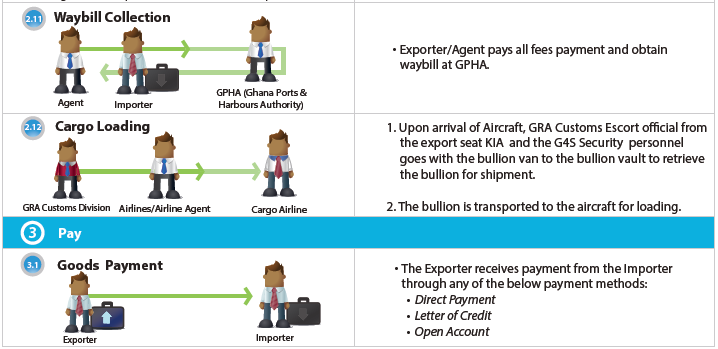 2.11 Waybill Collection
Agent
Importer
GPHA (Ghana Ports &
Harbours Authority)
• Exporter/Agent pays all fees payment and obtain
waybill at GPHA.
2.12 Cargo Loading
GRA Customs Division
Airlines/Airline Agent
Cargo Airline
1. Upon arrival of Aircraft, GRA Customs Escort official from
the export seat KIA and the G4S Security personnel
goes with the bullion van to the bullion vault to retrieve
the bullion for shipment.
2. The bullion is transported to the aircraft for loading.
3 Pay
3.1 Goods Payment
Exporter
Importer
• The Exporter receives payment from the Importer
through any of the below payment methods:
• Direct Payment
• Letter of Credit
• Open Account